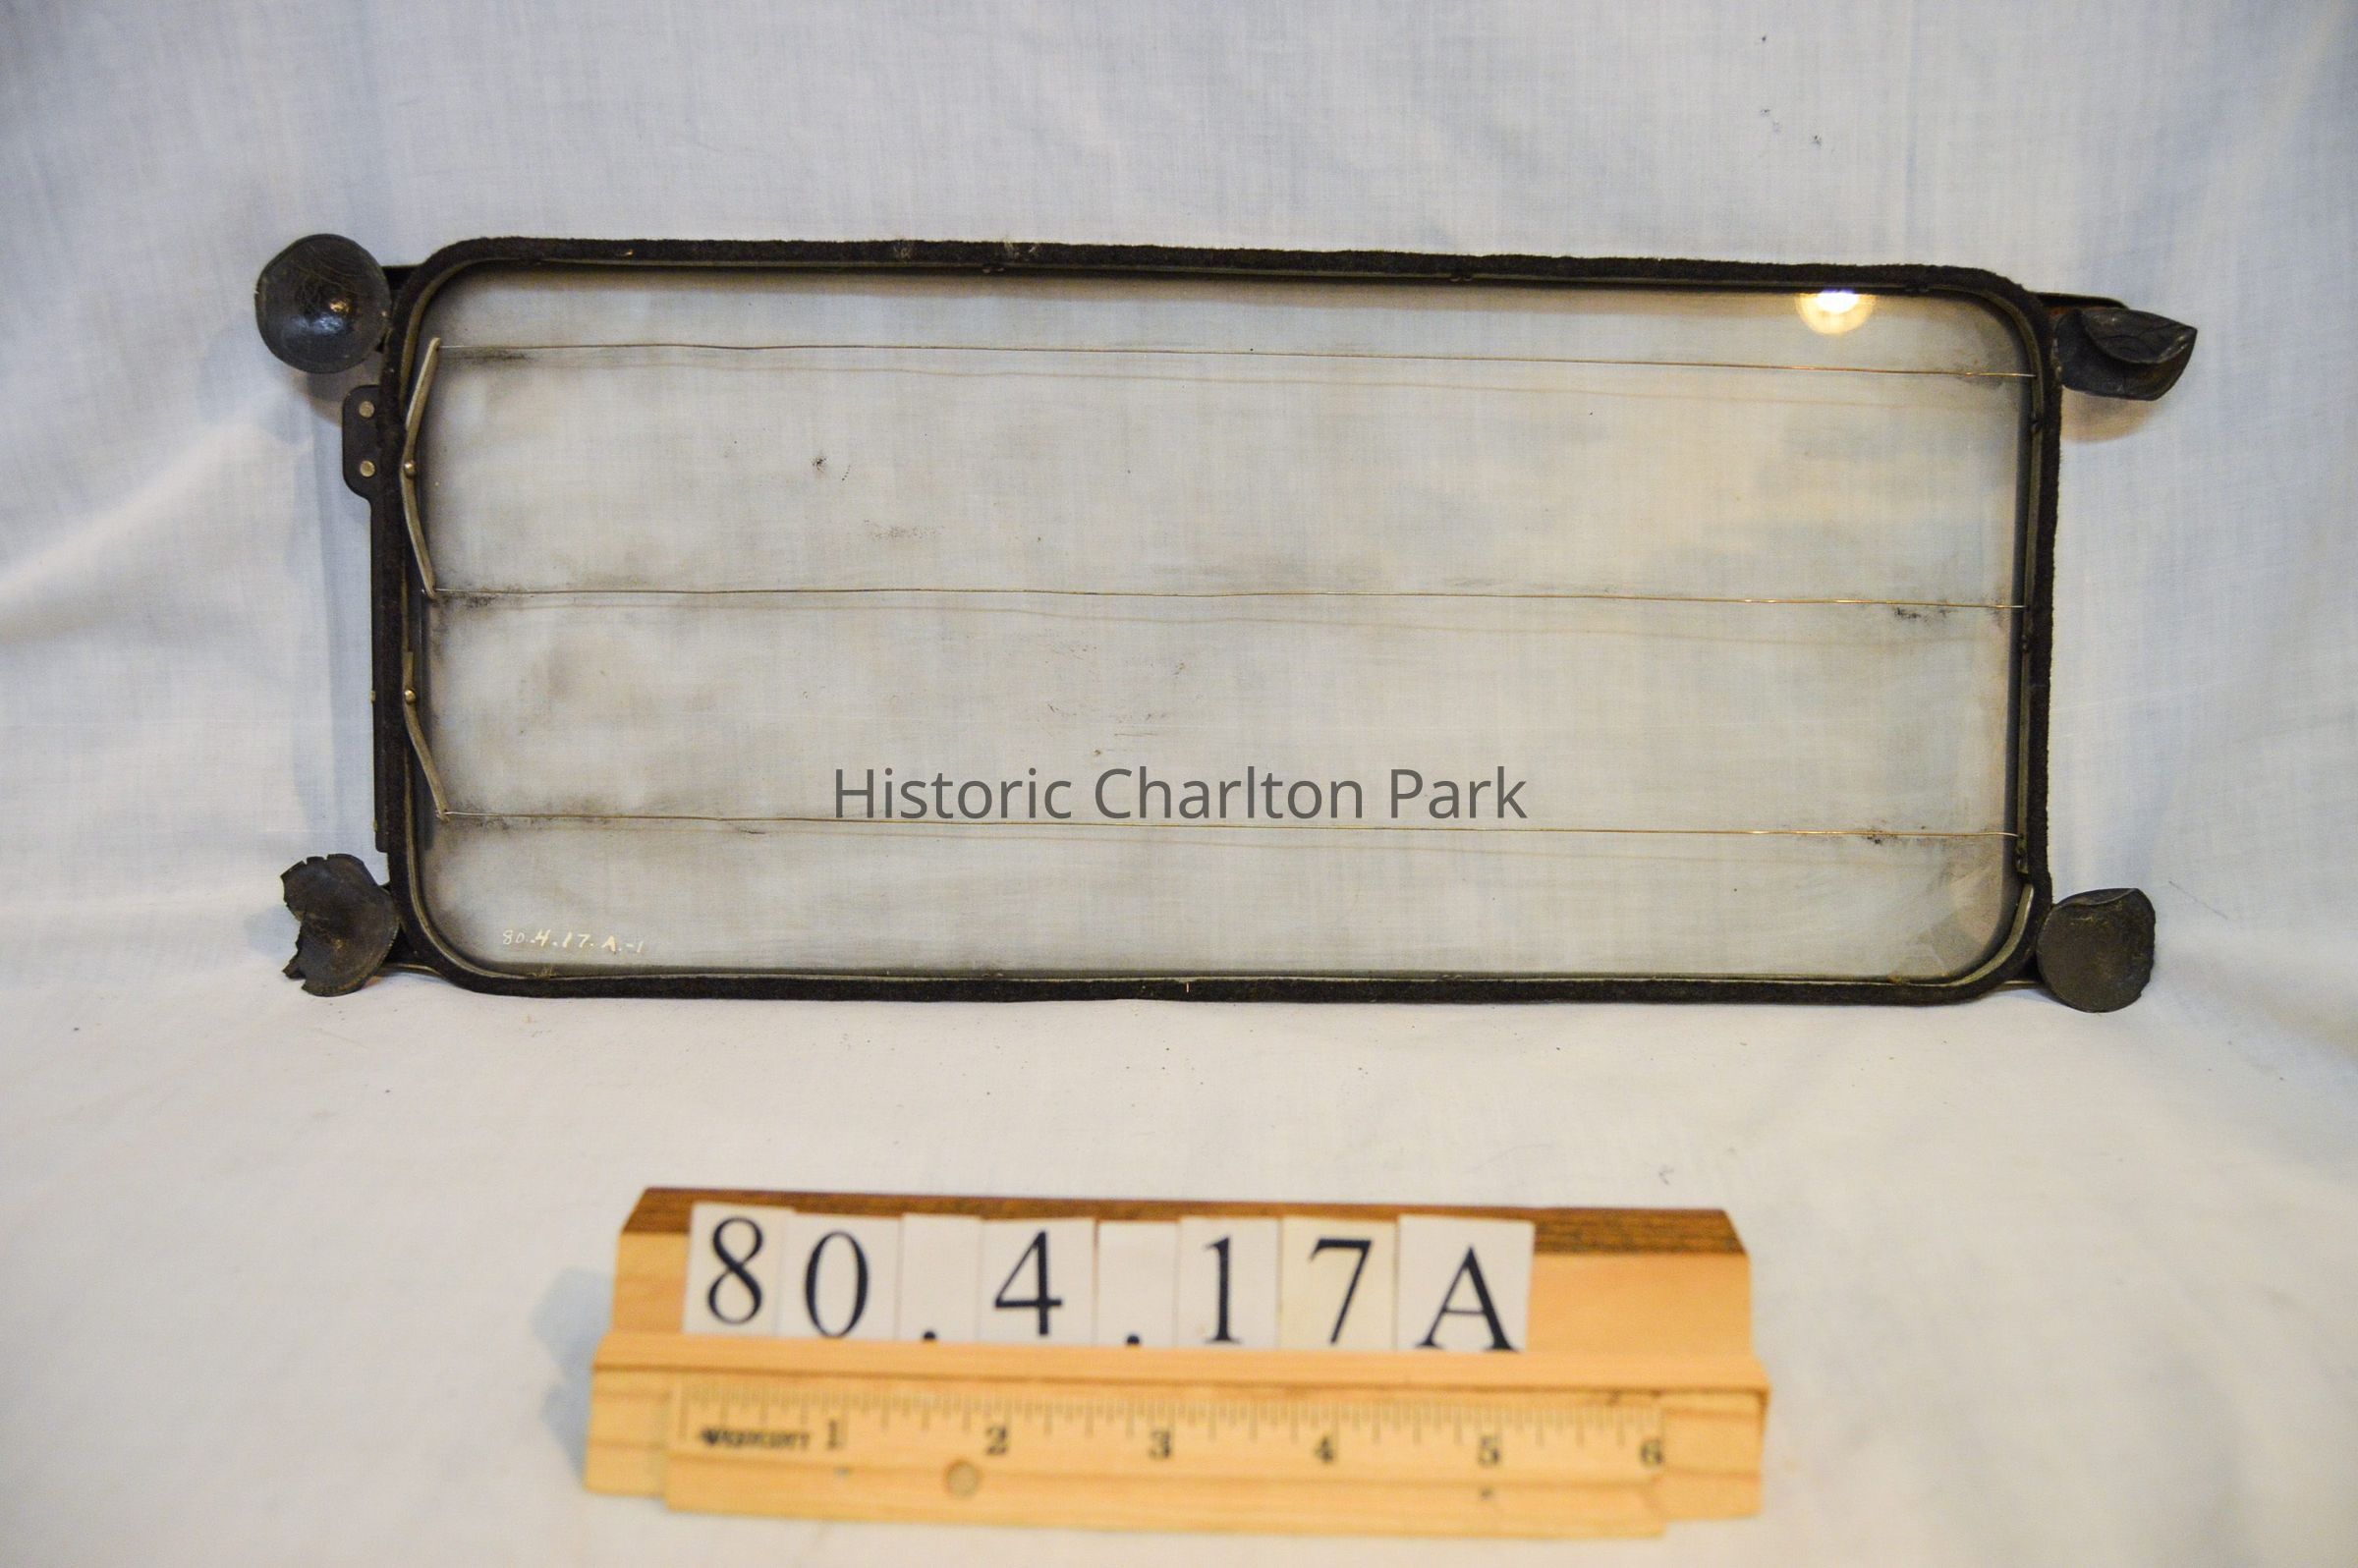 Historic Charlton Park
80.4.17.A-1
80.4.17A
1 2 3 4 5 6